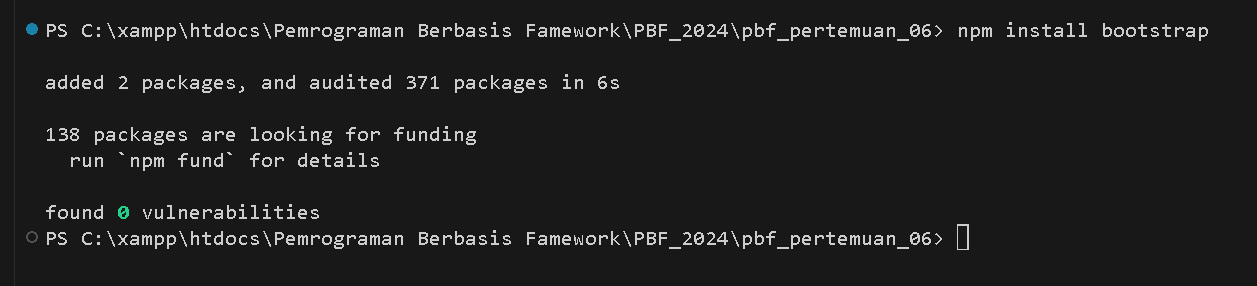 PS C:\xampp\htdocs\Pemrograman Berbasis Famework\PBF_2024\pbf_pertemuan_06> npm install bootstrap
added 2 packages, and audited 371 packages in 6s
138 packages are looking for funding
run `npm fund` for details
found 0 vulnerabilities
PS C:\xampp\htdocs\Pemrograman Berbasis Famework\PBF_2024\pbf_pertemuan_06>